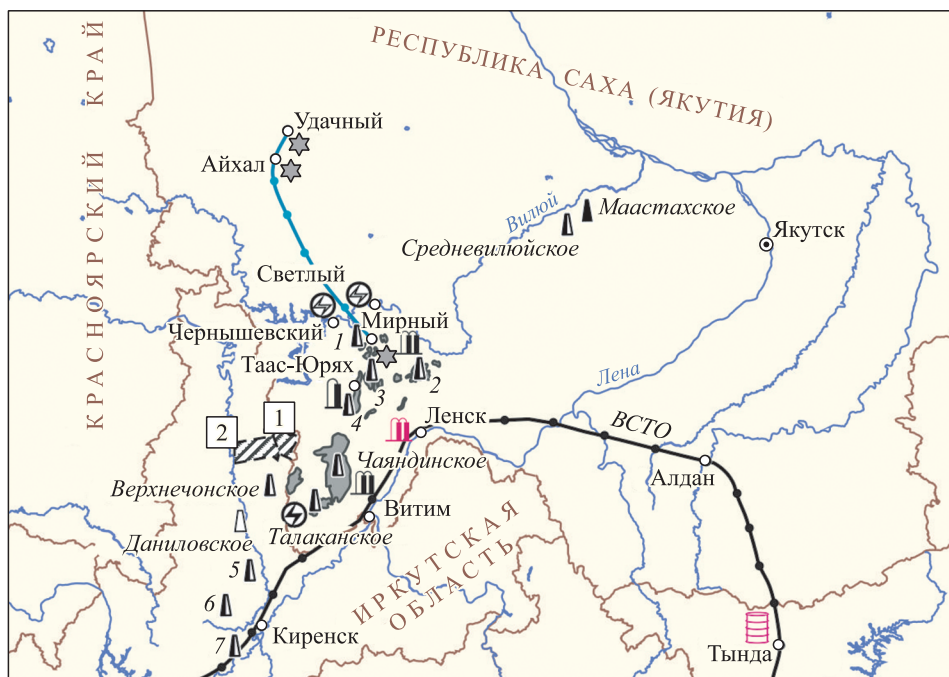 КРАСНОЯРСКИЙ КРАЙ
РЕСПУБЛИКА САХА (ЯКУТИЯ)
Удачный
Айхал
Вилюй
Маастахское
Средневилюйское
Якутск
Светлый
Чернышевский
1
Мирный
Таас-Юрях
3
2
4
Лена
Ленск
ВСТО
1
2
Чаяндинское
Алдан
Верхнечонское
Витим
Талаканское
Даниловское
ИРКУТСКАЯ
ОБЛАСТЬ
5
6
7
Киренск
Тында